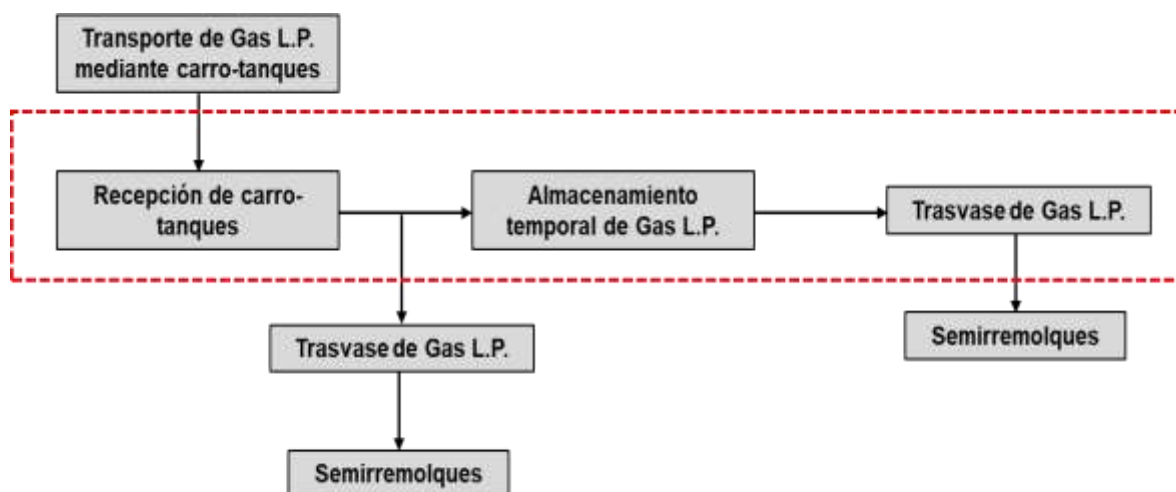 Transporte de Gas L.P.
mediante carro-tanques
Recepción de carro-
tanques
Almacenamiento
temporal de Gas L.P.
Trasvase de Gas L.P.
Trasvase de Gas L.P.
Semirremolques
Semirremolques